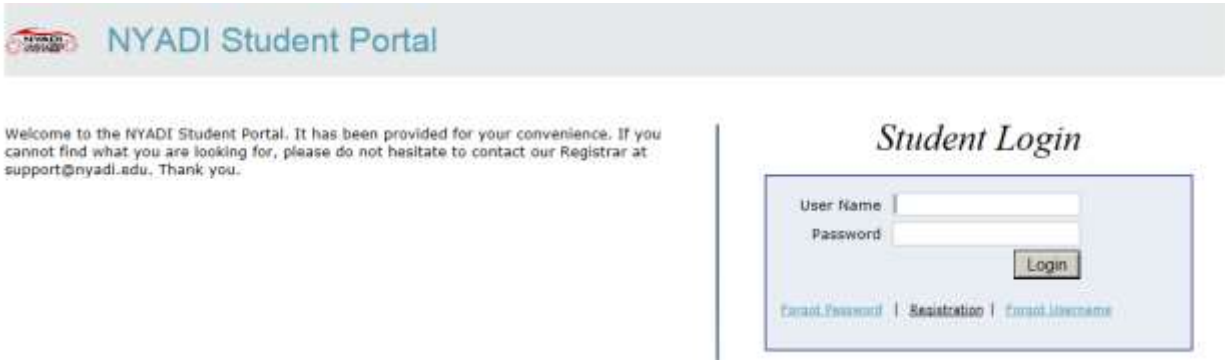 NYADI
NYADI Student Portal
Welcome to the NYADI Student Portal. It has been provided for your convenience. If you
cannot find what you are looking for, please do not hesitate to contact our Registrar at
support@nyadi.edu. Thank you.
Student Login
User Name
Password
Login
Forgot Password | Registration | Forgot Username